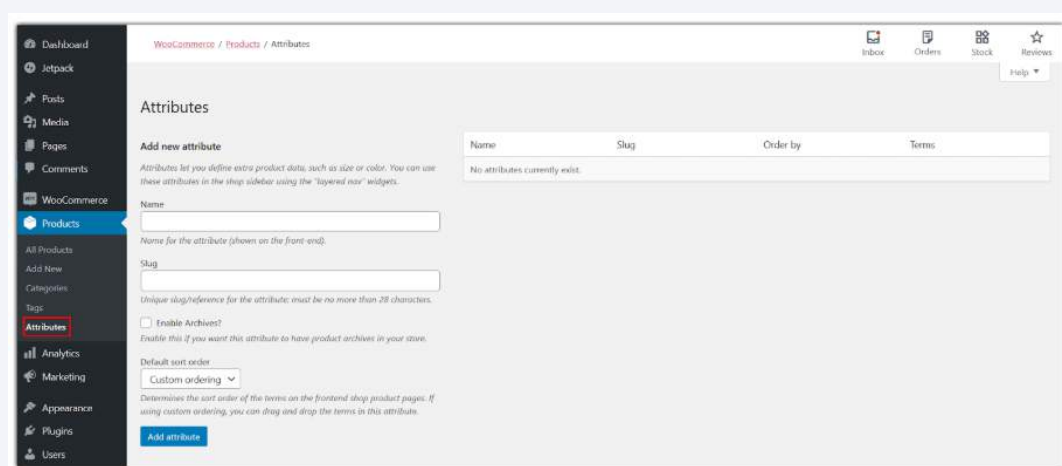 Dashboard
Jetpack
Posts
Media
Pages
Comments
WooCommerce
Products
All Products
Add New
Categories
Tags
Attributes
Analytics
Marketing
Appearance
Plugins
Users
WooCommerce / Products / Attributes
Inbox
Orders
Stock
Reviews
Help
Attributes
Add new attribute
Attributes let you define extra product data, such as size or color. You can use
these attributes in the shop sidebar using the "layered nav" widgets.
Name
Name for the attribute (shown on the front-end).
Slug
Unique slug/reference for the attribute; must be no more than 28 characters.
Enable Archives?
Enable this if you want this attribute to have product archives in your store.
Default sort order
Custom ordering
Determines the sort order of the terms on the frontend shop product pages. If
using custom ordering, you can drag and drop the terms in this attribute.
Add attribute
Name Slug Order by Terms
No attributes currently exist.